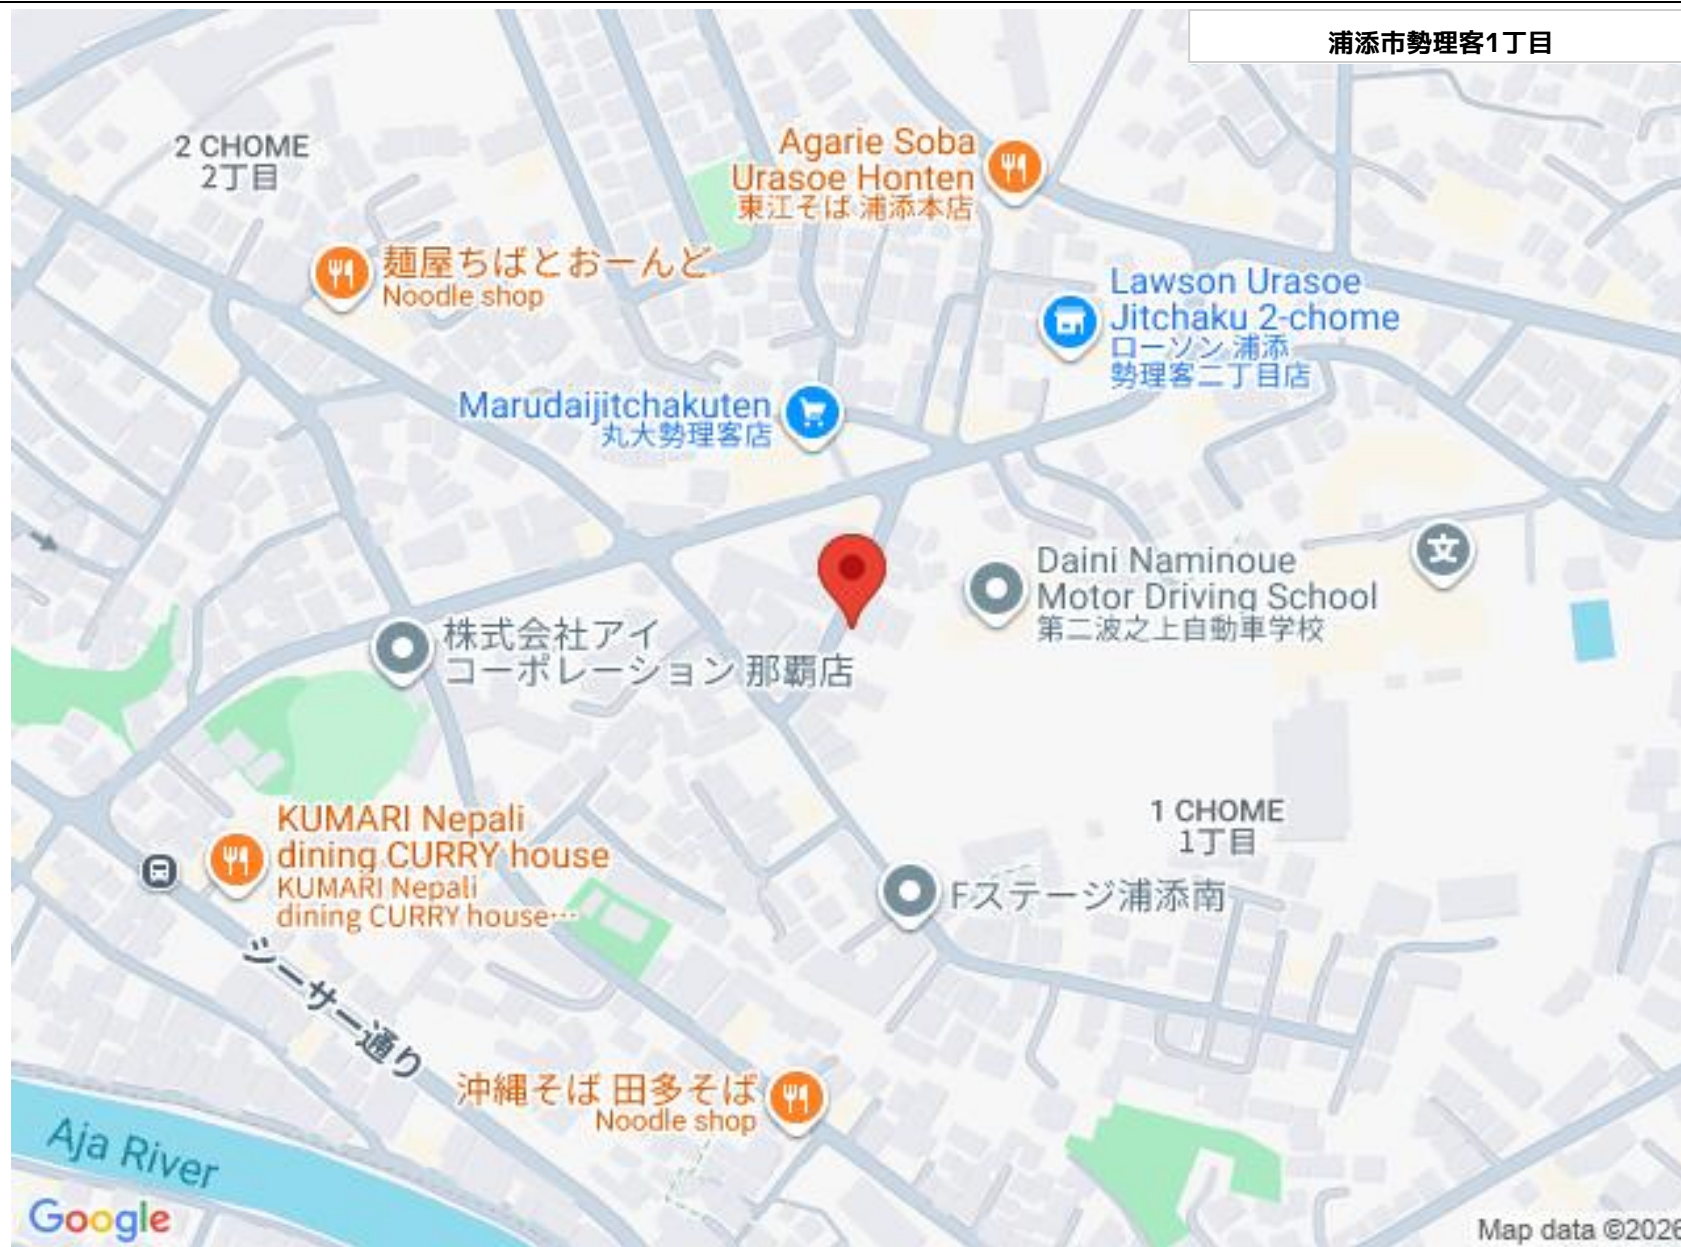 浦添市勢理客1丁目
2 CHOME
2丁目
Agarie Soba
Urasoe Honten
東江そば 浦添本店
麺屋ちばとおーんど
Noodle shop
Lawson Urasoe
Jitchaku 2-chome
ローソン 浦添
勢理客二丁目店
Marudaijitchakuten
丸大勢理客店
Daini Naminoue
Motor Driving School
第二波之上自動車学校
文
株式会社アイ
コーポレーション 那覇店
KUMARI Nepali
dining CURRY house
KUMARI Nepali
dining CURRY house…
1 CHOME
1丁目
Fステージ浦添南
ジーサー通り
沖縄そば 田多そば
Noodle shop
Aja River
Google
Map data ©2026